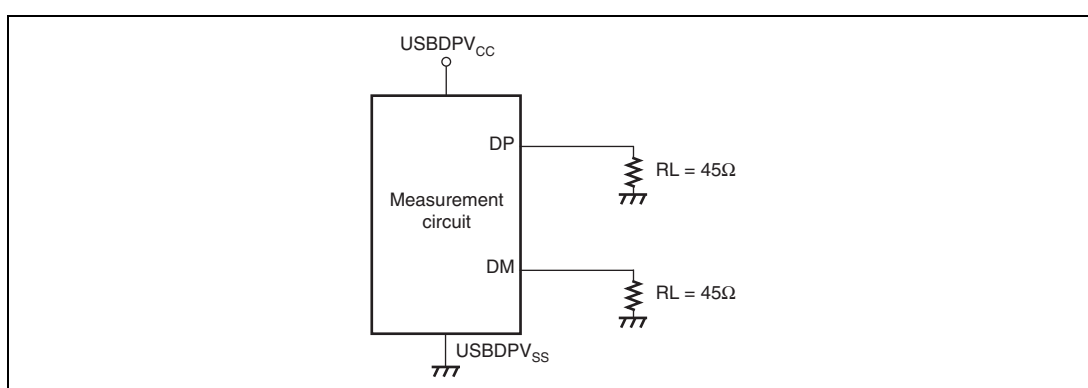 USBDPVCC
DP
RL = 45Ω
Measurement
circuit
DM
RL = 45Ω
USBDPVSS